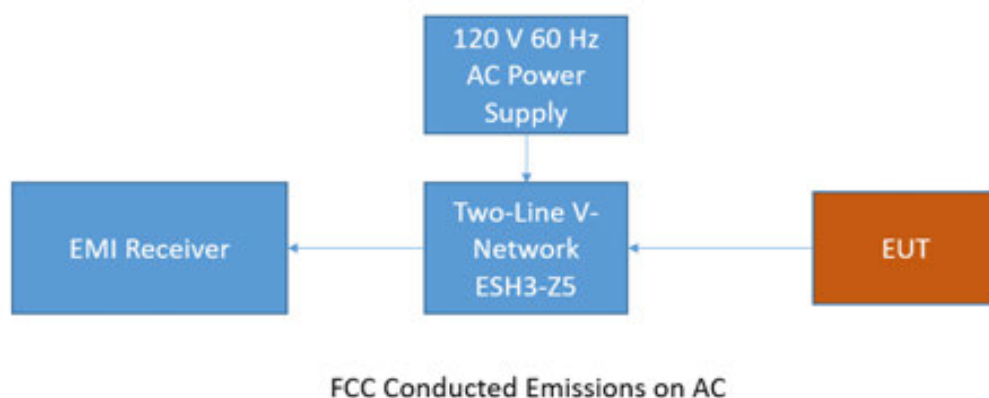 120 V 60 Hz
AC Power
Supply
EMI Receiver
Two-Line V-
Network
ESH3-Z5
EUT
FCC Conducted Emissions on AC